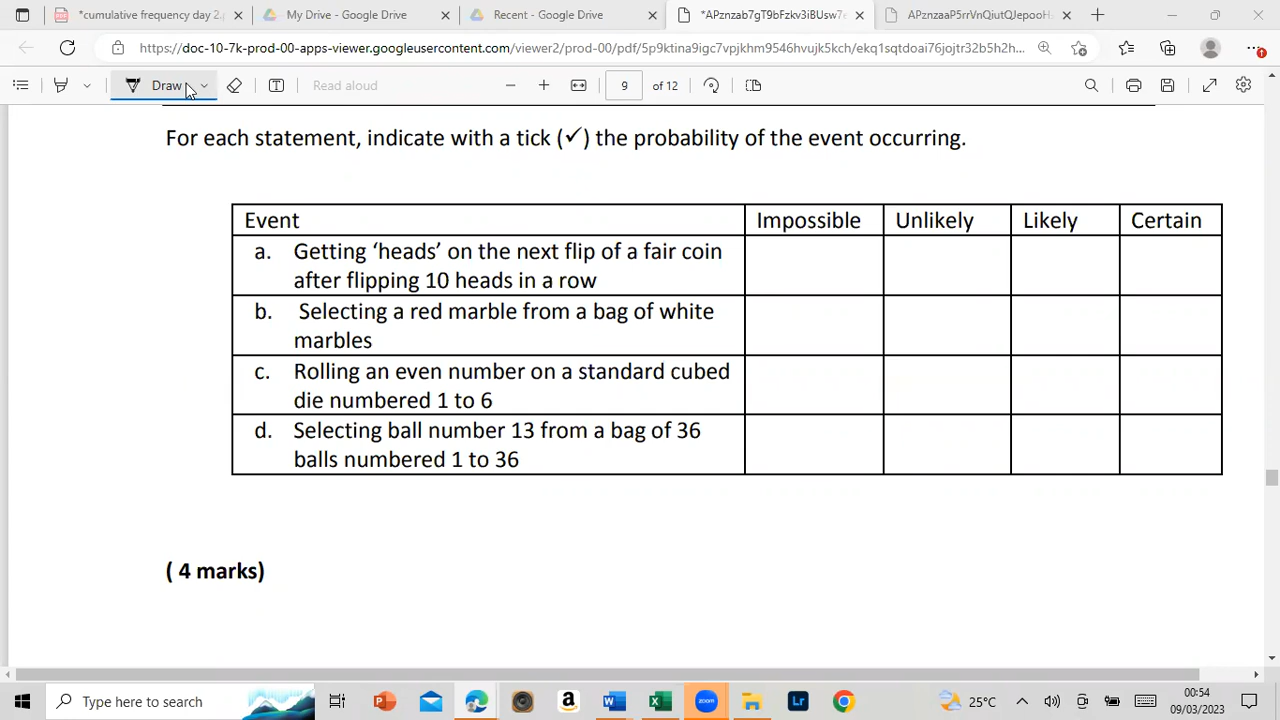 *cumulative frequency day 2.
My Drive - Google Drive
Recent - Google Drive
*APznzab7gT9bFzkv3iBUsw7e
APznzaaP5rrVnQiutQJepooH
https://doc-10-7k-prod-00-apps-viewer.googleusercontent.com/viewer2/prod-00/pdf/5p9ktina9igc7vpjkhm9546hvujk5kch/ekq1sqtdoai76jojtr32b5h2h...
Draw
Read aloud
9 of 12
For each statement, indicate with a tick (✓) the probability of the event occurring.
Event Impossible Unlikely Likely Certain
a. Getting ‘heads’ on the next flip of a fair coin
after flipping 10 heads in a row
b. Selecting a red marble from a bag of white
marbles
c. Rolling an even number on a standard cubed
die numbered 1 to 6
d. Selecting ball number 13 from a bag of 36
balls numbered 1 to 36
( 4 marks)
Type here to search
zoom
Lr
25°C
00:54
09/03/2023